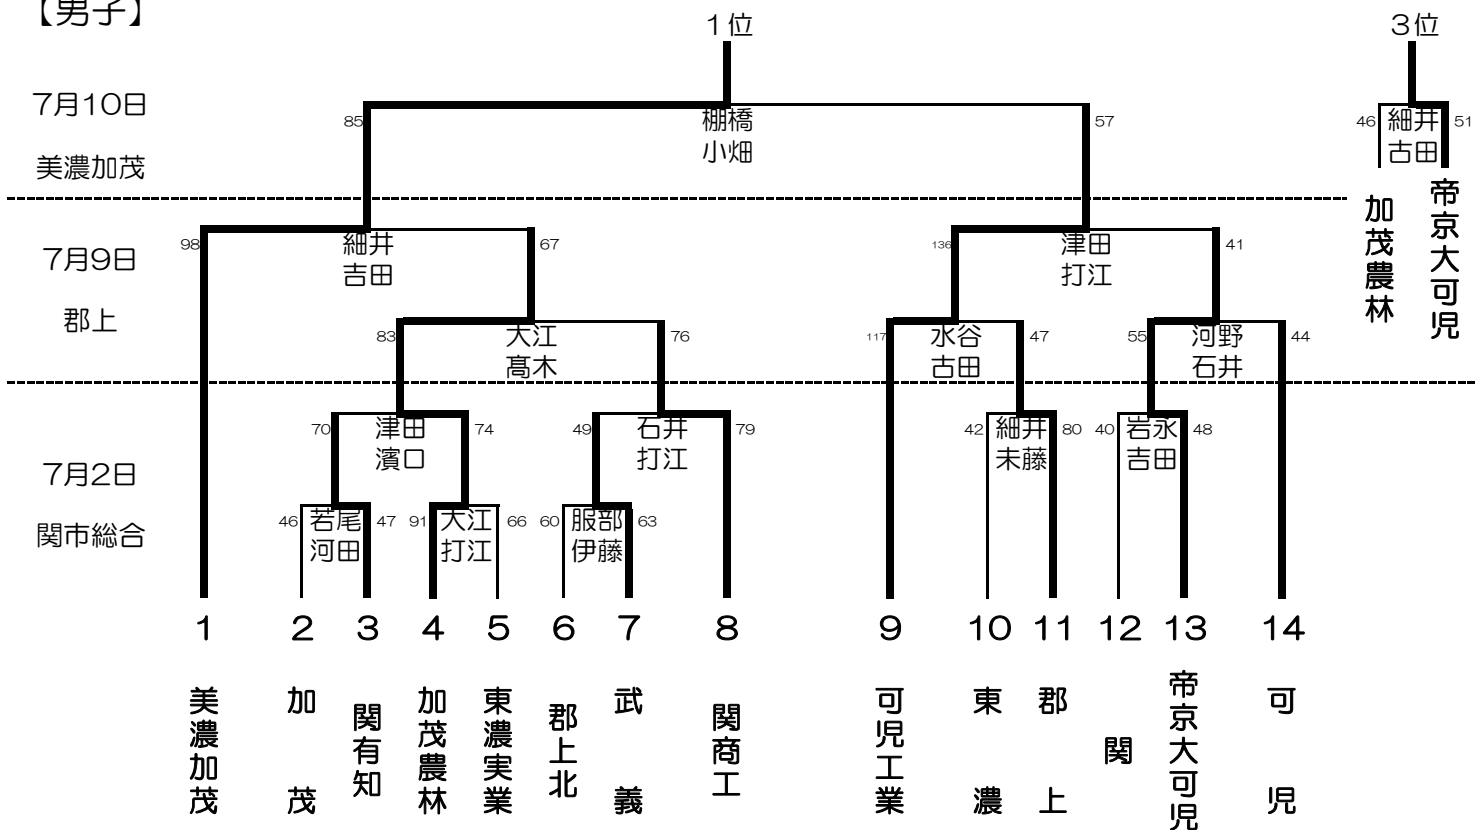 【男子】
1位
3位
7月10日
85
棚橋
小畑
57
46
細井
古田
51
美濃加茂
加茂農林
帝京大可児
98
細井
吉田
67
136
津田
打江
41
7月9日
郡上
83
大江
髙木
76
117
水谷
古田
47
55
河野
石井
44
70
津田
濱口
74
49
石井
打江
79
42
細井
未藤
80
40
岩永
吉田
48
7月2日
関市総合
46
若尾
河田
47
91
大江
打江
66
60
服部
伊藤
63
1 2 3 4 5 6 7 8 9 10 11 12 13 14
美濃加茂
加茂
関有知
加茂農林
東濃実業
郡上北
武義
関商工
可児工業
東濃
郡上
関
帝京大可児
可児